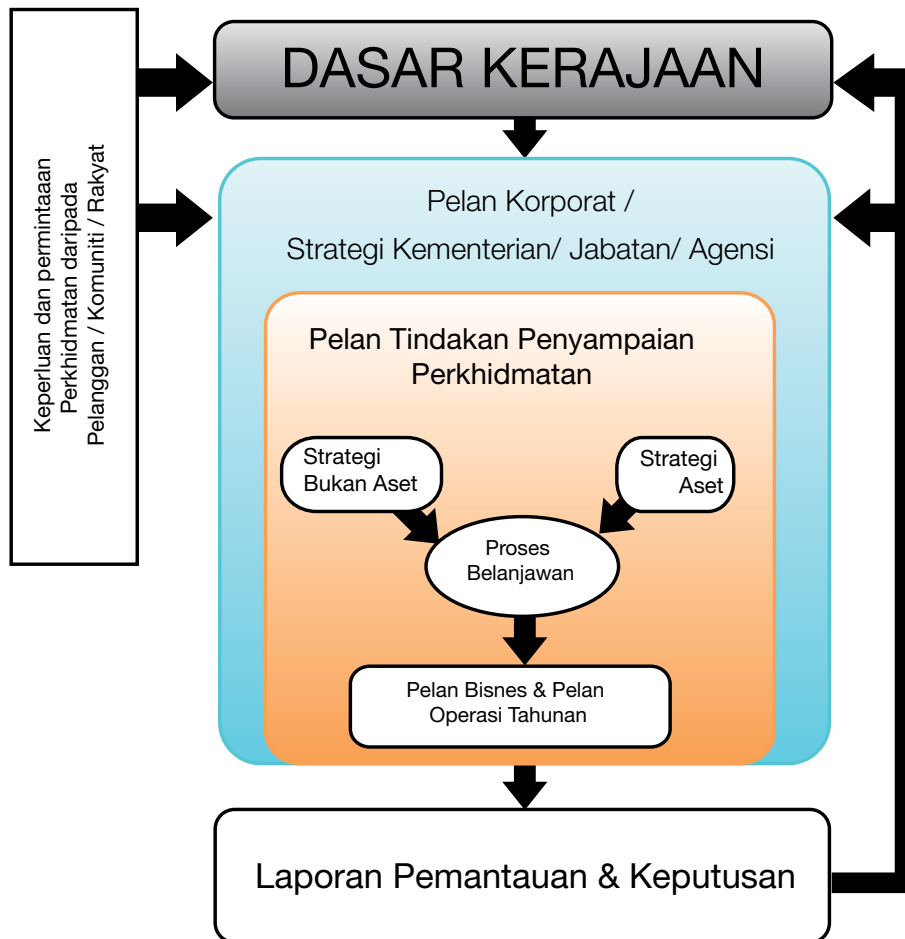 DASAR KERAJAAN
Keperluan dan permintaaan
Perkhidmatan daripada
Pelanggan / Komuniti / Rakyat
Pelan Korporat /
Strategi Kementerian/ Jabatan/ Agensi
Pelan Tindakan Penyampaian
Perkhidmatan
Strategi
Bukan Aset
Strategi
Aset
Proses
Belanjawan
Pelan Bisnes & Pelan
Operasi Tahunan
Laporan Pemantauan & Keputusan